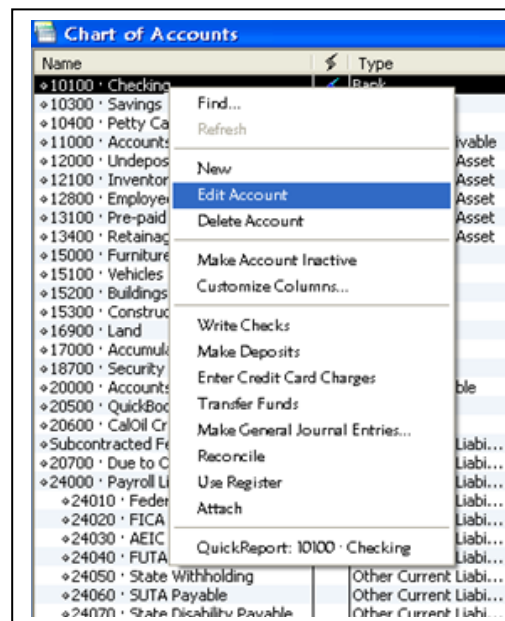 Chart of Accounts
Name Type
10100 · Checking Bank
10300 · Savings
10400 · Petty Ca
11000 · Accounts ivable
12000 · Undepos Asset
12100 · Inventor Asset
12800 · Employee Asset
13100 · Pre-paid Asset
13400 · Retainag Asset
15000 · Furniture
15100 · Vehicles
15200 · Buildings
15300 · Construc
16900 · Land
17000 · Accumula
18700 · Security
20000 · Accounts ble
20500 · QuickBoo
20600 · CalOil Cr
Subcontracted Fe Liabi...
20700 · Due to O Liabi...
24000 · Payroll Li Liabi...
24010 · Feder Liabi...
24020 · FICA Liabi...
24030 · AEIC Liabi...
24040 · FUTA Liabi...
24050 · State Withholding Other Current Liabi...
24060 · SUTA Payable Other Current Liabi...
24070 · State Disability Payable Other Current Liabi...
Find...
Refresh
New
Edit Account
Delete Account
Make Account Inactive
Customize Columns...
Write Checks
Make Deposits
Enter Credit Card Charges
Transfer Funds
Make General Journal Entries...
Reconcile
Use Register
Attach
QuickReport: 10100 · Checking